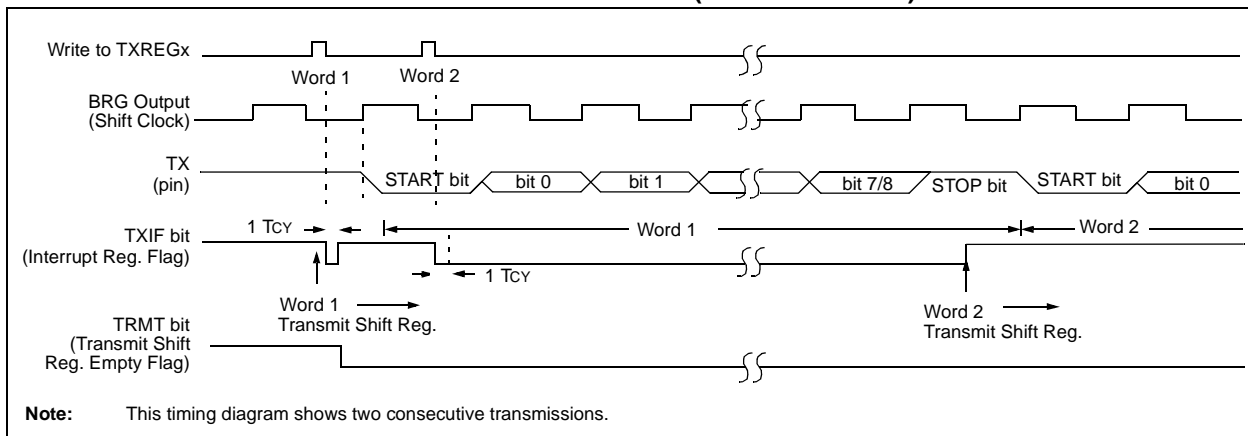 Write to TXREGx
Word 1
Word 2
BRG Output
(Shift Clock)
TX
(pin)
START bit
bit 0
bit 1
bit 7/8
STOP bit
START bit
bit 0
1 TCY
TXIF bit
(Interrupt Reg. Flag)
Word 1
Word 2
1 TCY
Word 1
Transmit Shift Reg.
Word 2
Transmit Shift Reg.
TRMT bit
(Transmit Shift
Reg. Empty Flag)
Note: This timing diagram shows two consecutive transmissions.